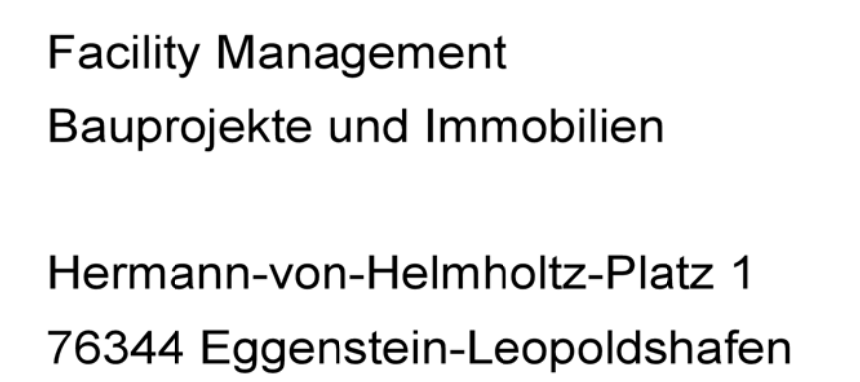 Facility Management
Bauprojekte und Immobilien
Hermann-von-Helmholtz-Platz 1
76344 Eggenstein-Leopoldshafen